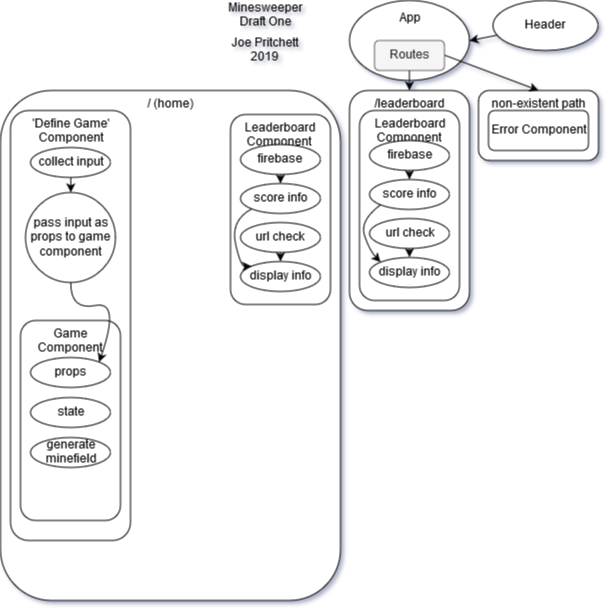 Minesweeper
Draft One
Joe Pritchett
2019
App
Routes
Header
/ (home)
'Define Game'
Component
collect input
pass input as
props to game
component
Game
Component
props
state
generate
minefield
Leaderboard
Component
firebase
score info
url check
display info
/leaderboard
Leaderboard
Component
firebase
score info
url check
display info
non-existent path
Error Component